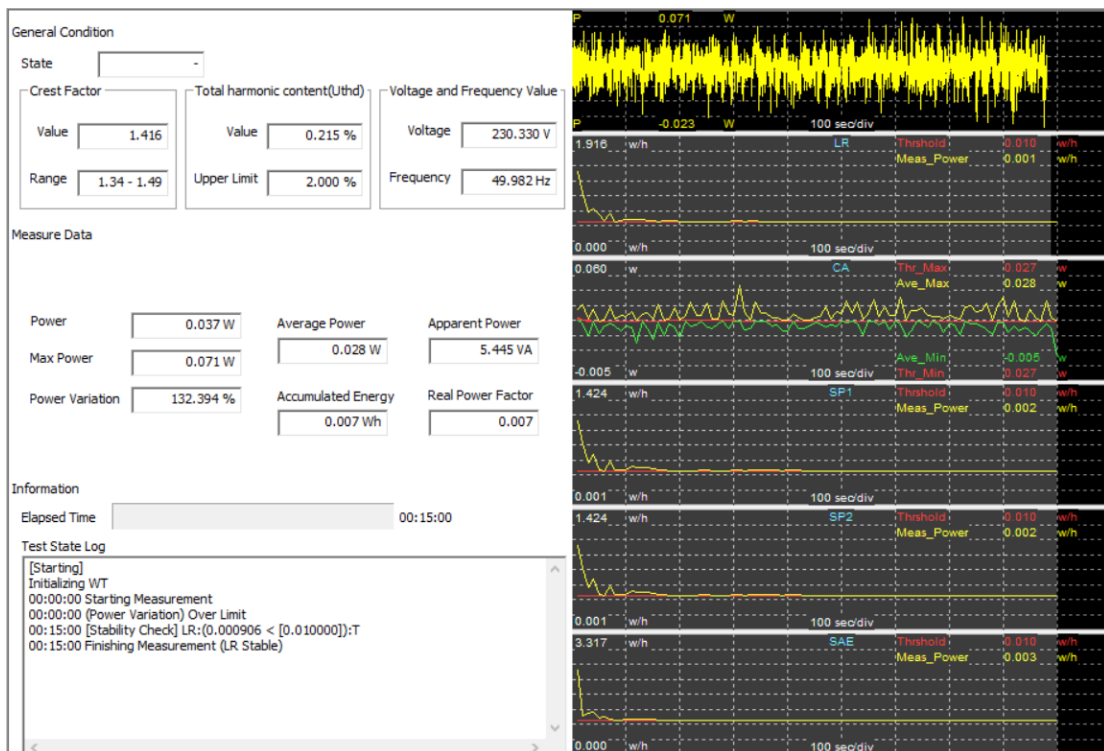 General Condition
State -
Crest Factor
Value 1.416
Range 1.34 - 1.49
Total harmonic content(Uthd)
Value 0.215 %
Upper Limit 2.000 %
Voltage and Frequency Value
Voltage 230.330 V
Frequency 49.982 Hz
Measure Data
Power 0.037 W
Max Power 0.071 W
Power Variation 132.394 %
Average Power
0.028 W
Accumulated Energy
0.007 Wh
Apparent Power
5.445 VA
Real Power Factor
0.007
Information
Elapsed Time 00:15:00
Test State Log
[Starting]
Initializing WT
00:00:00 Starting Measurement
00:00:00 (Power Variation) Over Limit
00:15:00 [Stability Check] LR:(0.000906 < [0.010000]):T
00:15:00 Finishing Measurement (LR Stable)
P 0.071 W
P -0.023 W 100 sec/div
1.916 w/h LR Thrshold 0.010 w/h
Meas_Power 0.001 w/h
0.000 w/h 100 sec/div
0.060 w CA Thr_Max 0.027 w
Ave_Max 0.028 w
Ave_Min -0.005 w
-0.005 w 100 sec/div Thr_Min 0.027 w
1.424 w/h SP1 Thrshold 0.010 w/h
Meas_Power 0.002 w/h
0.001 w/h 100 sec/div
1.424 w/h SP2 Thrshold 0.010 w/h
Meas_Power 0.002 w/h
0.001 w/h 100 sec/div
3.317 w/h SAE Thrshold 0.010 w/h
Meas_Power 0.003 w/h
0.000 w/h 100 sec/div